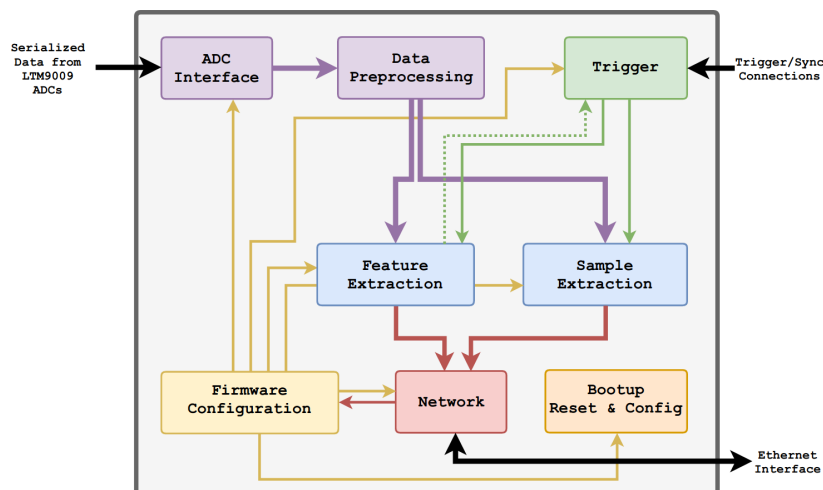 Serialized
Data from
LTM9009
ADCs
ADC
Interface
Data
Preprocessing
Trigger
Trigger/Sync
Connections
Feature
Extraction
Sample
Extraction
Firmware
Configuration
Network
Bootup
Reset & Config
Ethernet
Interface